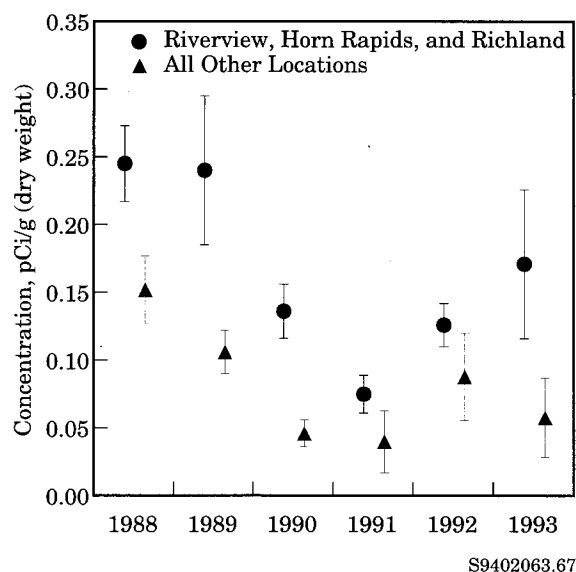 0.35
Riverview, Horn Rapids, and Richland
All Other Locations
0.30
0.25
0.20
0.15
0.10
0.05
0.00
Concentration, pCi/g (dry weight)
1988 1989 1990 1991 1992 1993
S9402063.67